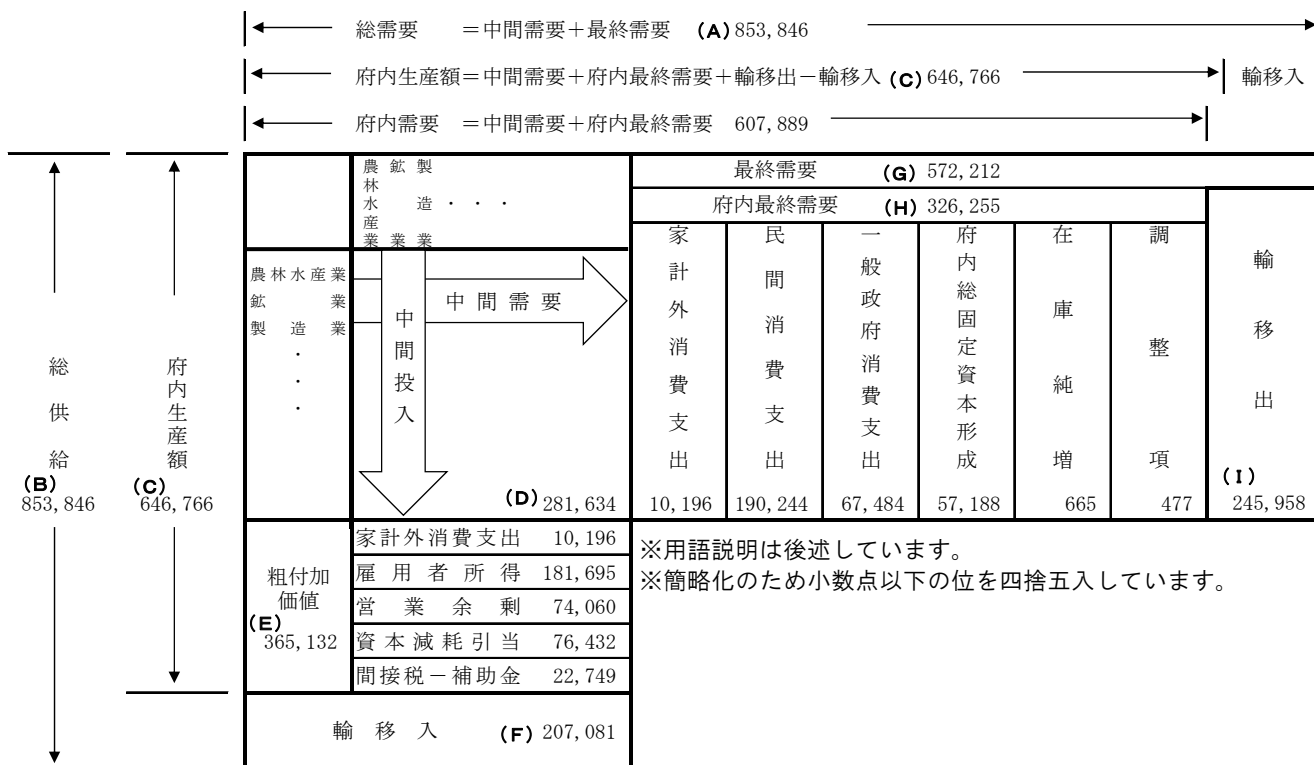 総需要 ＝中間需要＋最終需要 (A) 853,846
府内生産額＝中間需要＋府内最終需要＋輸移出－輸移入 (C) 646,766 輸移入
府内需要 ＝中間需要＋府内最終需要 607,889
農林水産業 鉱業 製造業 ・・・
最終需要 (G) 572,212
府内最終需要 (H) 326,255
家計外消費支出 10,196
民間消費支出 190,244
一般政府消費支出 67,484
府内総固定資本形成 57,188
在庫純増 665
調整項 477
輸移出 (I) 245,958
総供給 (B) 853,846
府内生産額 (C) 646,766
農林水産業
鉱業
製造業
・
・
・
中間需要
中間投入
(D) 281,634
粗付加
価値
(E)
365,132
家計外消費支出 10,196
雇用者所得 181,695
営業余剰 74,060
資本減耗引当 76,432
間接税－補助金 22,749
輸移入 (F) 207,081
※用語説明は後述しています。
※簡略化のため小数点以下の位を四捨五入しています。